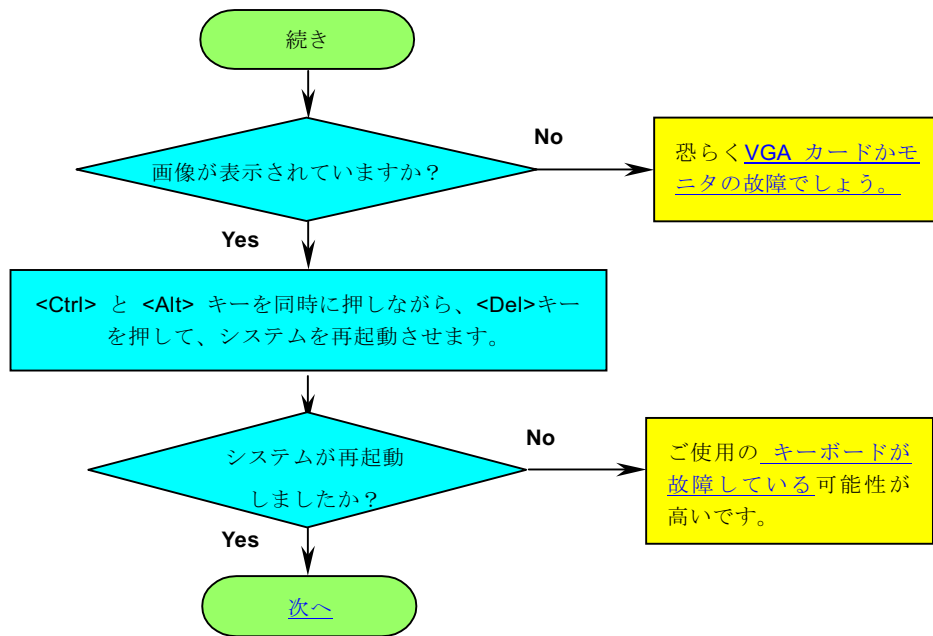 続き
画像が表示されていますか？
No
恐らくVGA カードかモ
ニタの故障でしょう。
Yes
<Ctrl> と <Alt> キーを同時に押しながら、<Del>キー
を押して、システムを再起動させます。
システムが再起動
しましたか？
No
ご使用の キーボードが
故障している可能性が
高いです。
Yes
次へ